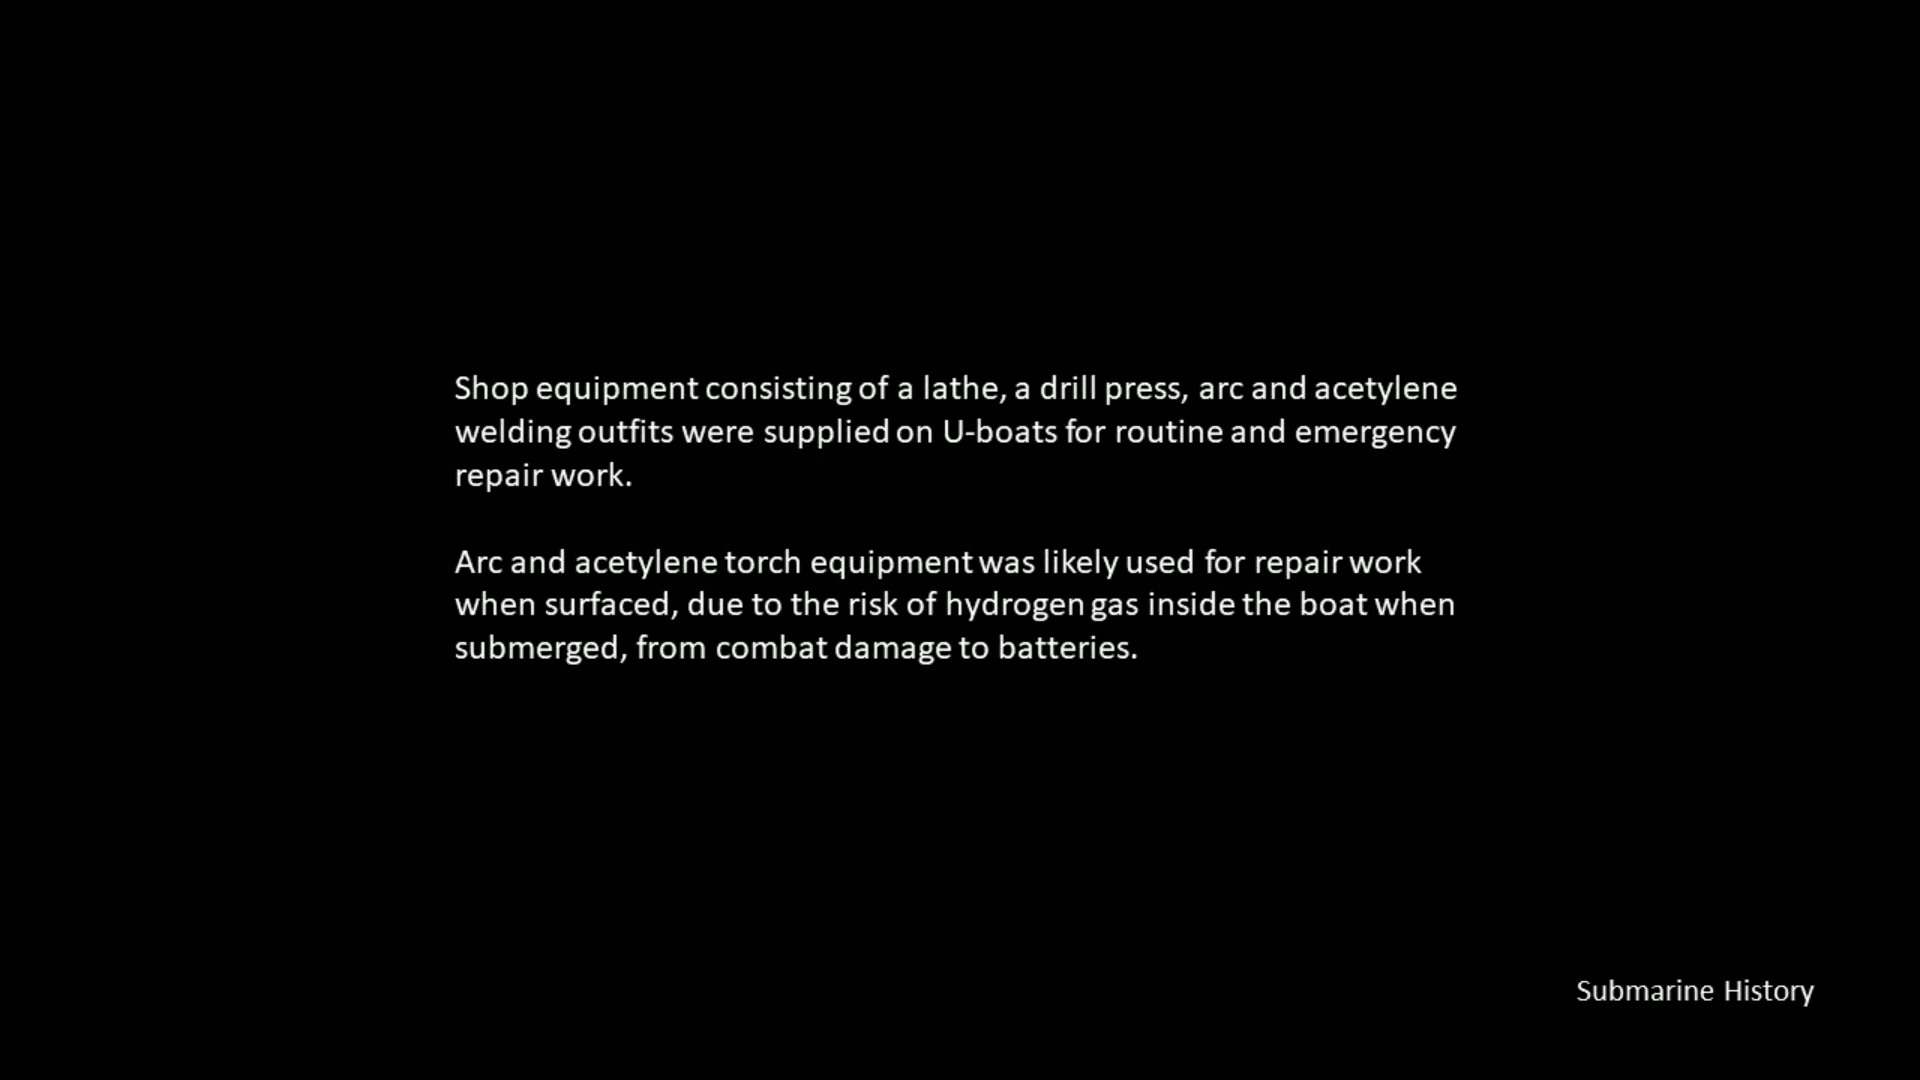 Shop equipment consisting of a lathe, a drill press, arc and acetylene
welding outfits were supplied on U-boats for routine and emergency
repair work.
Arc and acetylene torch equipment was likely used for repair work
when surfaced, due to the risk of hydrogen gas inside the boat when
submerged, from combat damage to batteries.
Submarine History